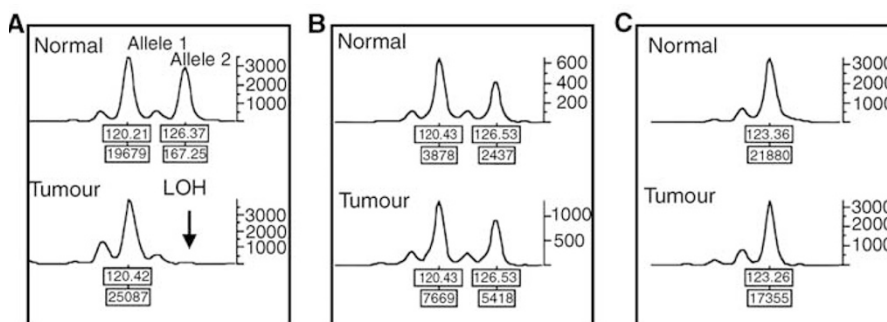 A
Normal
Allele 1
Allele 2
3000
2000
1000
120.21
126.37
19679
167.25
Tumour
LOH
3000
2000
1000
120.42
25087
B
Normal
600
400
200
120.43
126.53
3878
2437
Tumour
1000
500
120.43
126.53
7669
5418
C
Normal
3000
2000
1000
123.36
21880
Tumour
3000
2000
1000
123.26
17355